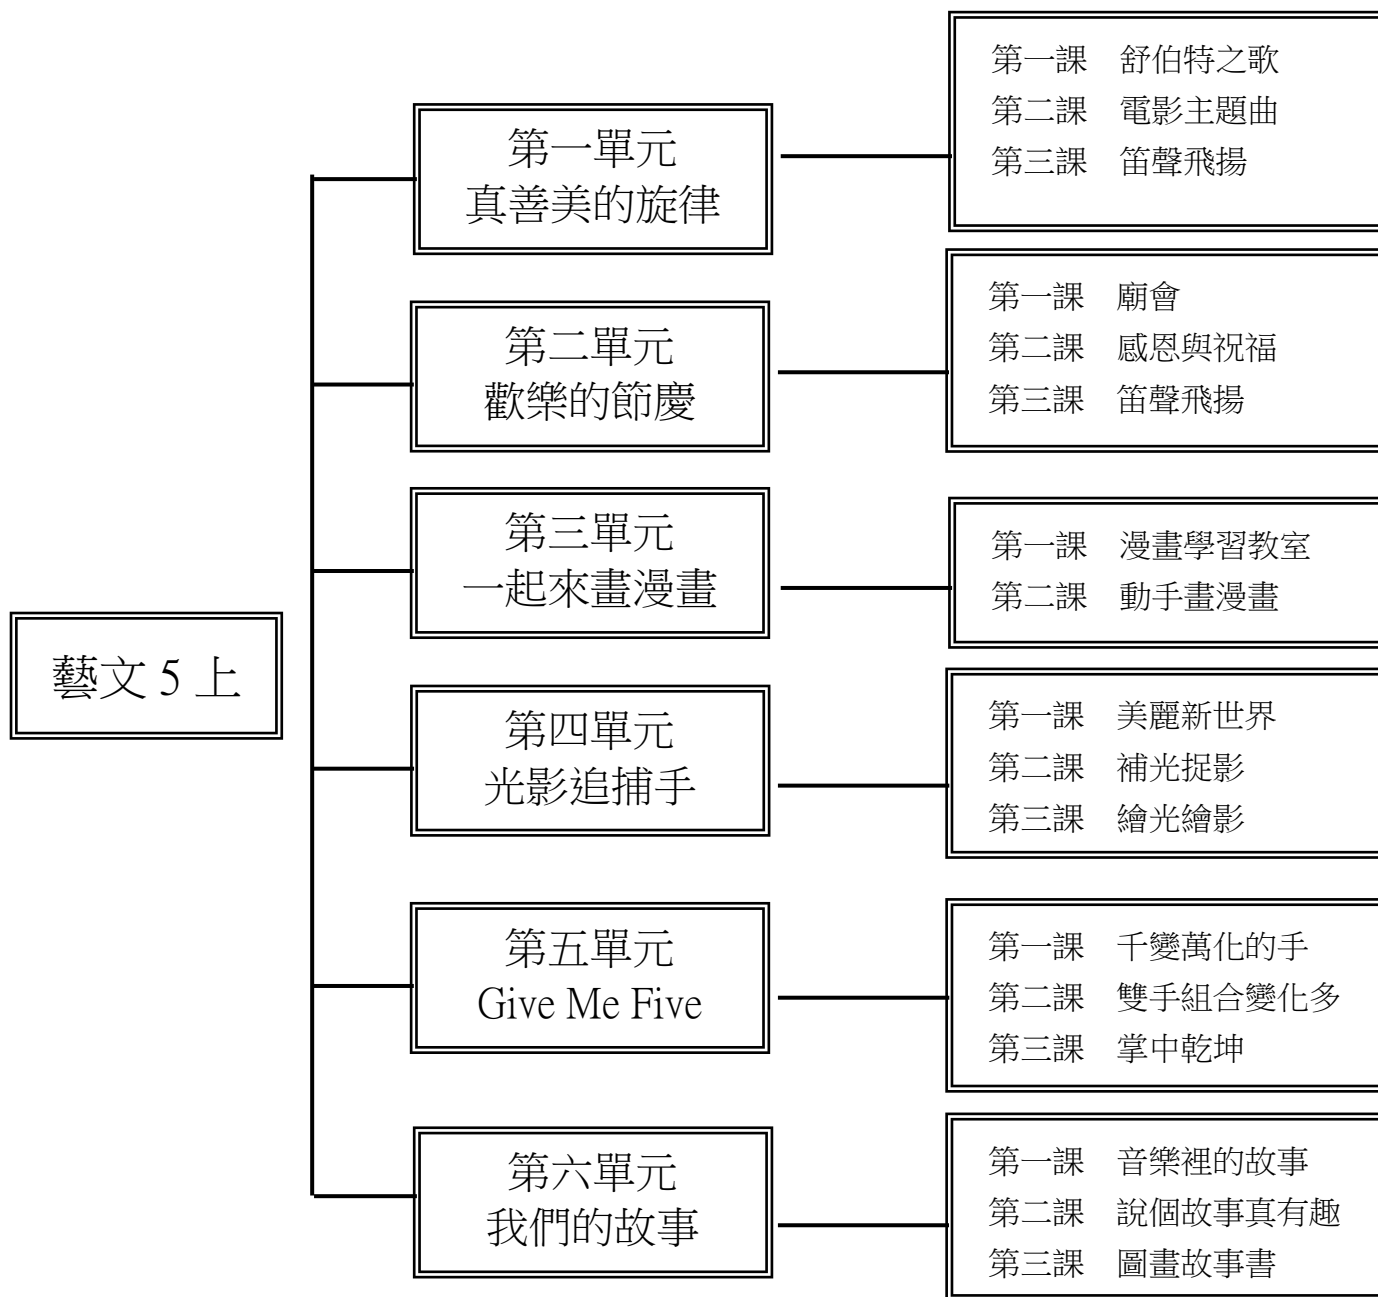 藝文 5 上
第一單元
真善美的旋律
第一課　舒伯特之歌
第二課　電影主題曲
第三課　笛聲飛揚
第二單元
歡樂的節慶
第一課　廟會
第二課　感恩與祝福
第三課　笛聲飛揚
第三單元
一起來畫漫畫
第一課　漫畫學習教室
第二課　動手畫漫畫
第四單元
光影追捕手
第一課　美麗新世界
第二課　補光捉影
第三課　繪光繪影
第五單元
Give Me Five
第一課　千變萬化的手
第二課　雙手組合變化多
第三課　掌中乾坤
第六單元
我們的故事
第一課　音樂裡的故事
第二課　說個故事真有趣
第三課　圖畫故事書